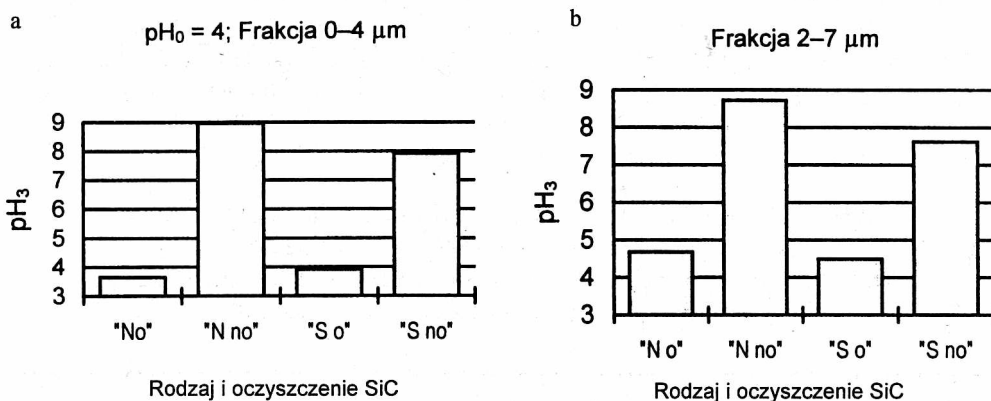 a
pH₀ = 4; Frakcja 0–4 μm
9
8
7
6
5
4
3
pH₃
"No" "N no" "S o" "S no"
Rodzaj i oczyszczenie SiC
b
Frakcja 2–7 μm
9
8
7
6
5
4
3
pH₃
"N o" "N no" "S o" "S no"
Rodzaj i oczyszczenie SiC